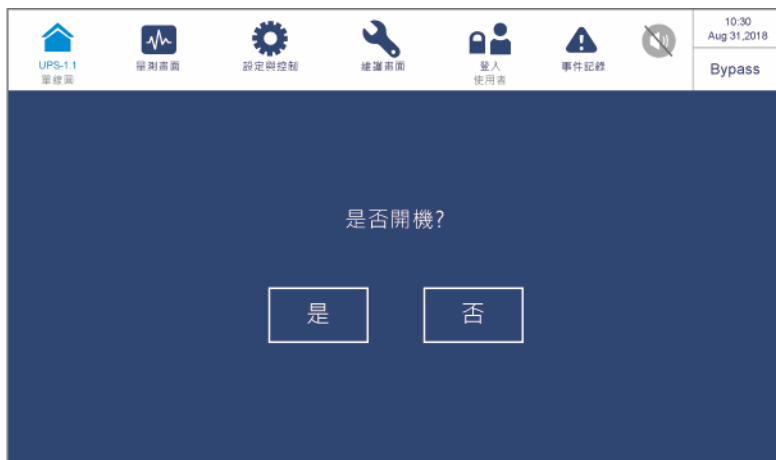 UPS-1.1
單線圖
量測畫面
設定與控制
維護畫面
登入
使用者
事件記錄
10:30
Aug 31,2018
Bypass
是否開機?
是
否